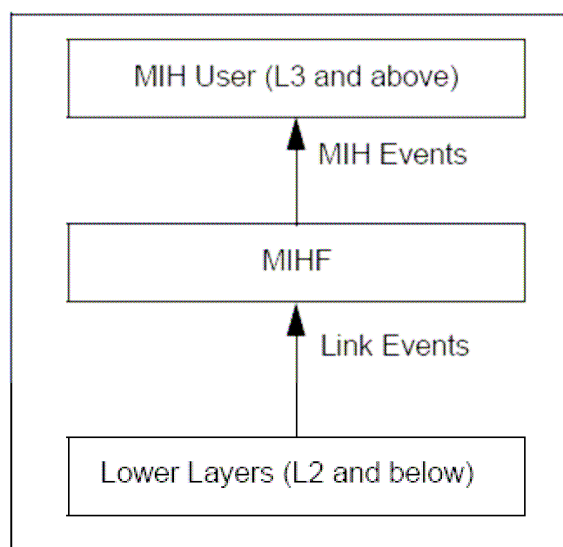 MIH User (L3 and above)
MIH Events
MIHF
Link Events
Lower Layers (L2 and below)